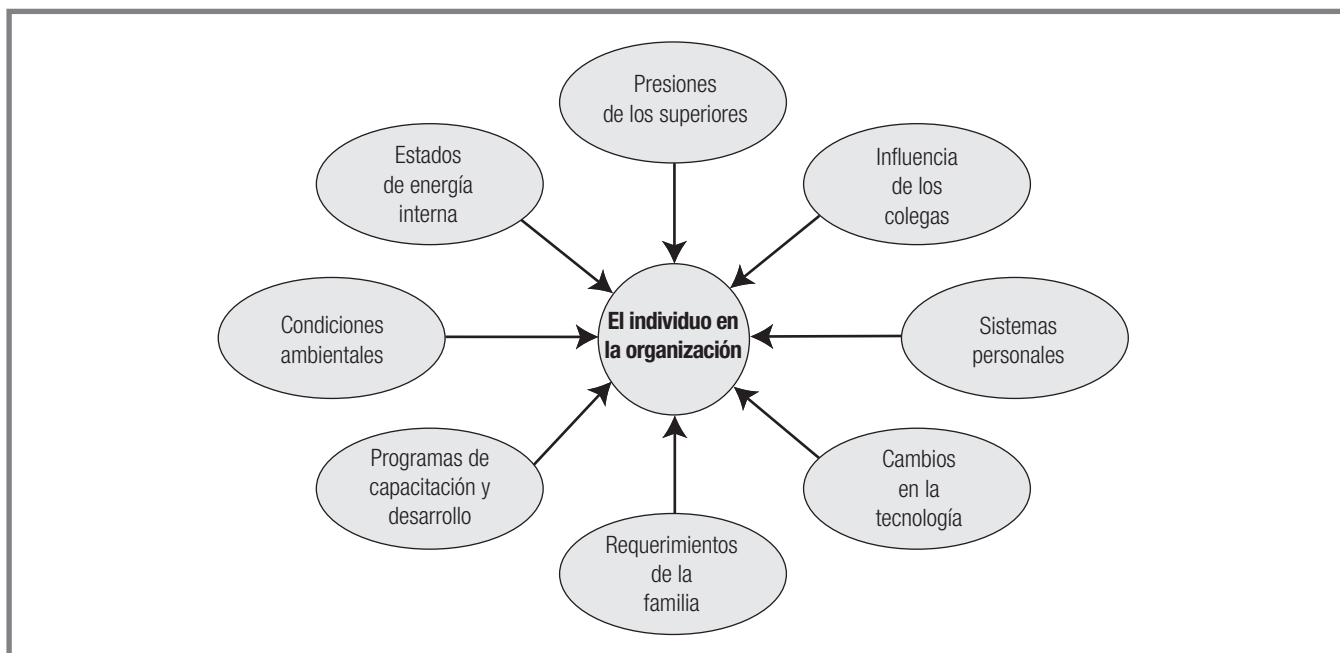 Presiones
de los superiores
Influencia
de los
colegas
Sistemas
personales
Cambios
en la
tecnología
Requerimientos
de la
familia
Programas de
capacitación y
desarrollo
Condiciones
ambientales
Estados
de energía
interna
El individuo en
la organización